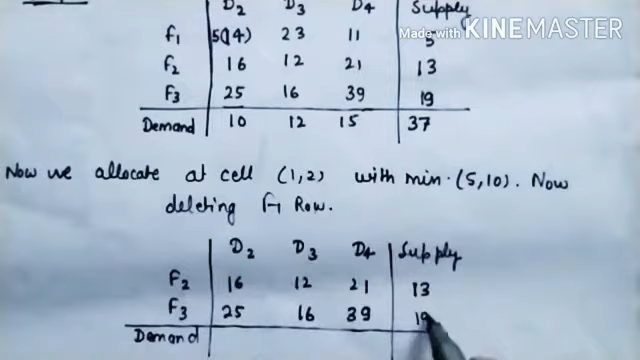 D2 D3 D4 Supply
Made with KINEMASTER
F1 5(14) 23 11 5
F2 16 12 21 13
F3 25 16 39 19
Demand 10 12 15 37
Now we allocate at cell (1,2) with min. (5,10). Now
deleting F1 Row.
D2 D3 D4 Supply
F2 16 12 21 13
F3 25 16 39 19
Demand